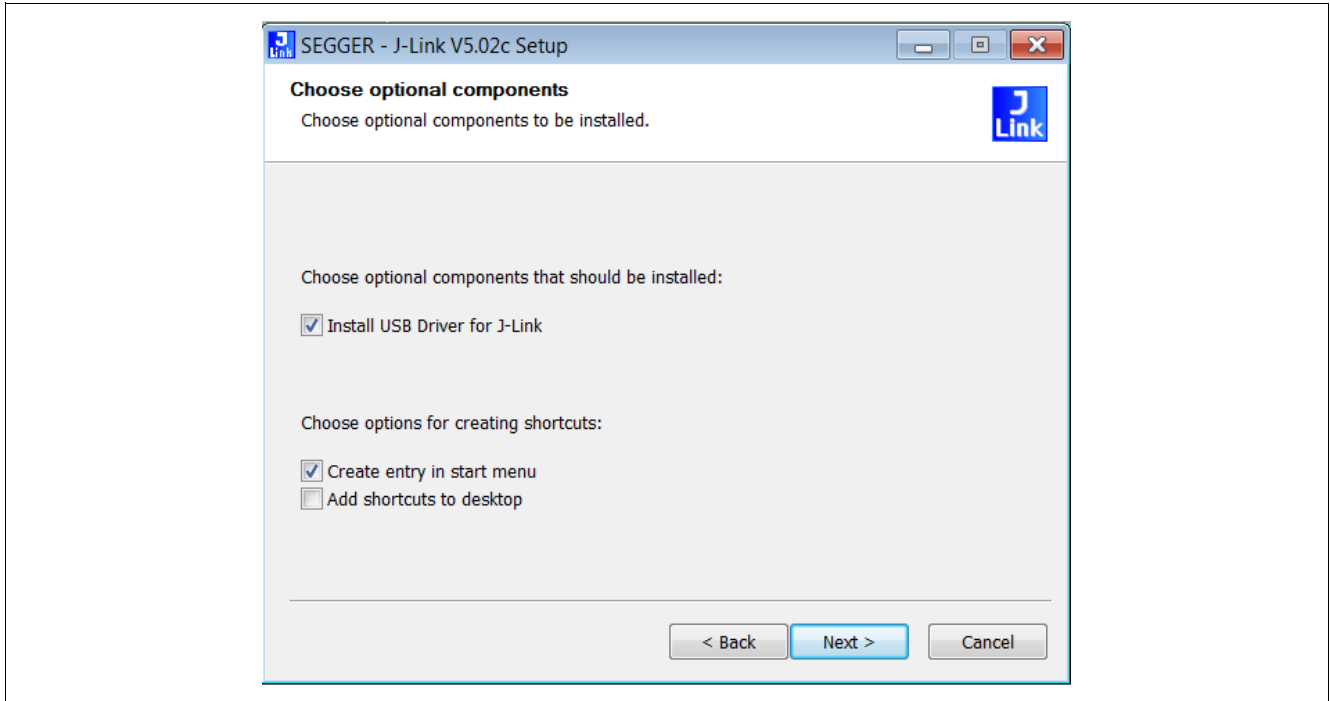 J
Link
SEGGER - J-Link V5.02c Setup
Choose optional components
Choose optional components to be installed.
J
Link
Choose optional components that should be installed:
Install USB Driver for J-Link
Choose options for creating shortcuts:
Create entry in start menu
Add shortcuts to desktop
< Back
Next >
Cancel